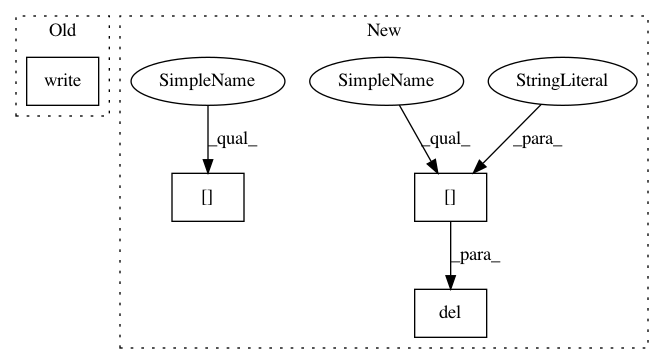 Old
New
write
SimpleName
SimpleName
StringLiteral
_qual_
_qual_
_para_
[]
[]
_para_
del